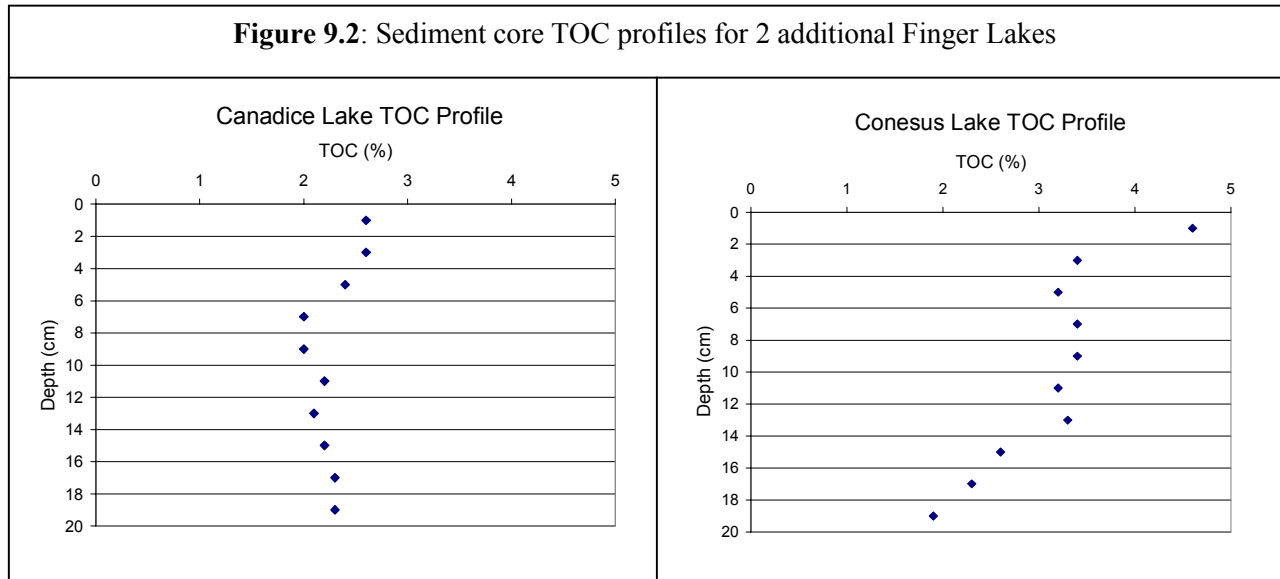 Figure 9.2: Sediment core TOC profiles for 2 additional Finger Lakes
Canadice Lake TOC Profile
TOC (%)
0 1 2 3 4 5
0
2
4
6
8
10
12
14
16
18
20
Depth (cm)
Conesus Lake TOC Profile
TOC (%)
0 1 2 3 4 5
0
2
4
6
8
10
12
14
16
18
20
Depth (cm)